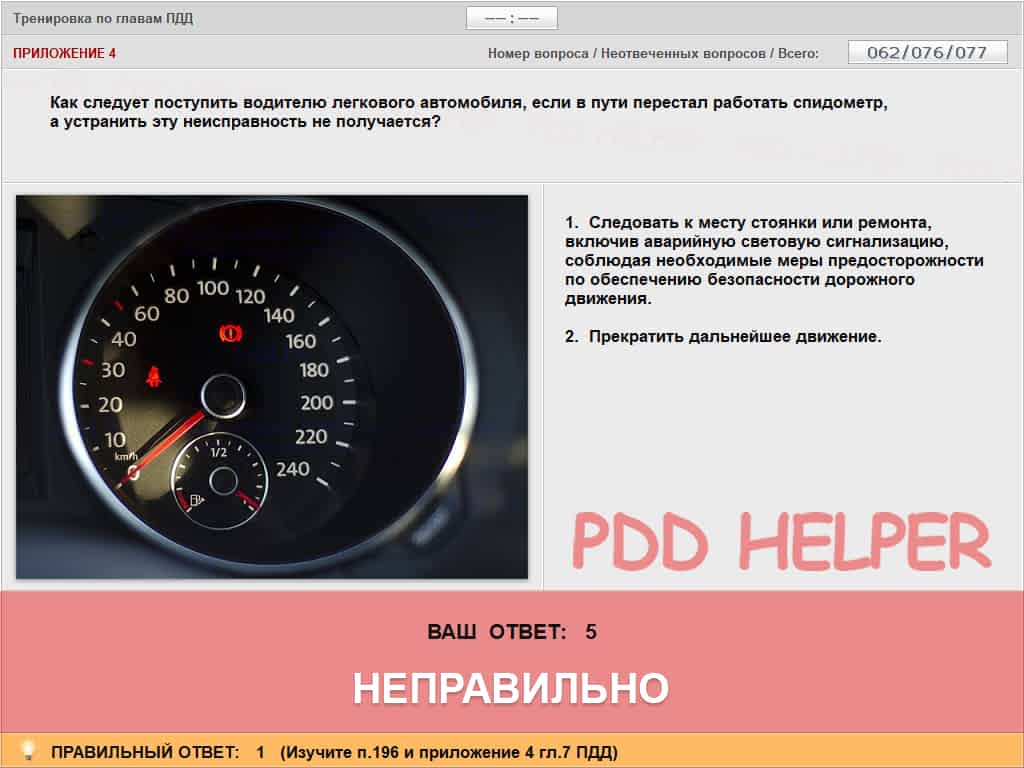 Тренировка по главам ПДД
—— : ——
ПРИЛОЖЕНИЕ 4
Номер вопроса / Неотвеченных вопросов / Всего:
062/076/077
Как следует поступить водителю легкового автомобиля, если в пути перестал работать спидометр,
а устранить эту неисправность не получается?
1. Следовать к месту стоянки или ремонта,
включив аварийную световую сигнализацию,
соблюдая необходимые меры предосторожности
по обеспечению безопасности дорожного
движения.
2. Прекратить дальнейшее движение.
0
10
20
30
40
60
80
100
120
140
160
180
200
220
240
km/h
1/2
PDD HELPER
ВАШ ОТВЕТ: 5
НЕПРАВИЛЬНО
ПРАВИЛЬНЫЙ ОТВЕТ: 1 (Изучите п.196 и приложение 4 гл.7 ПДД)